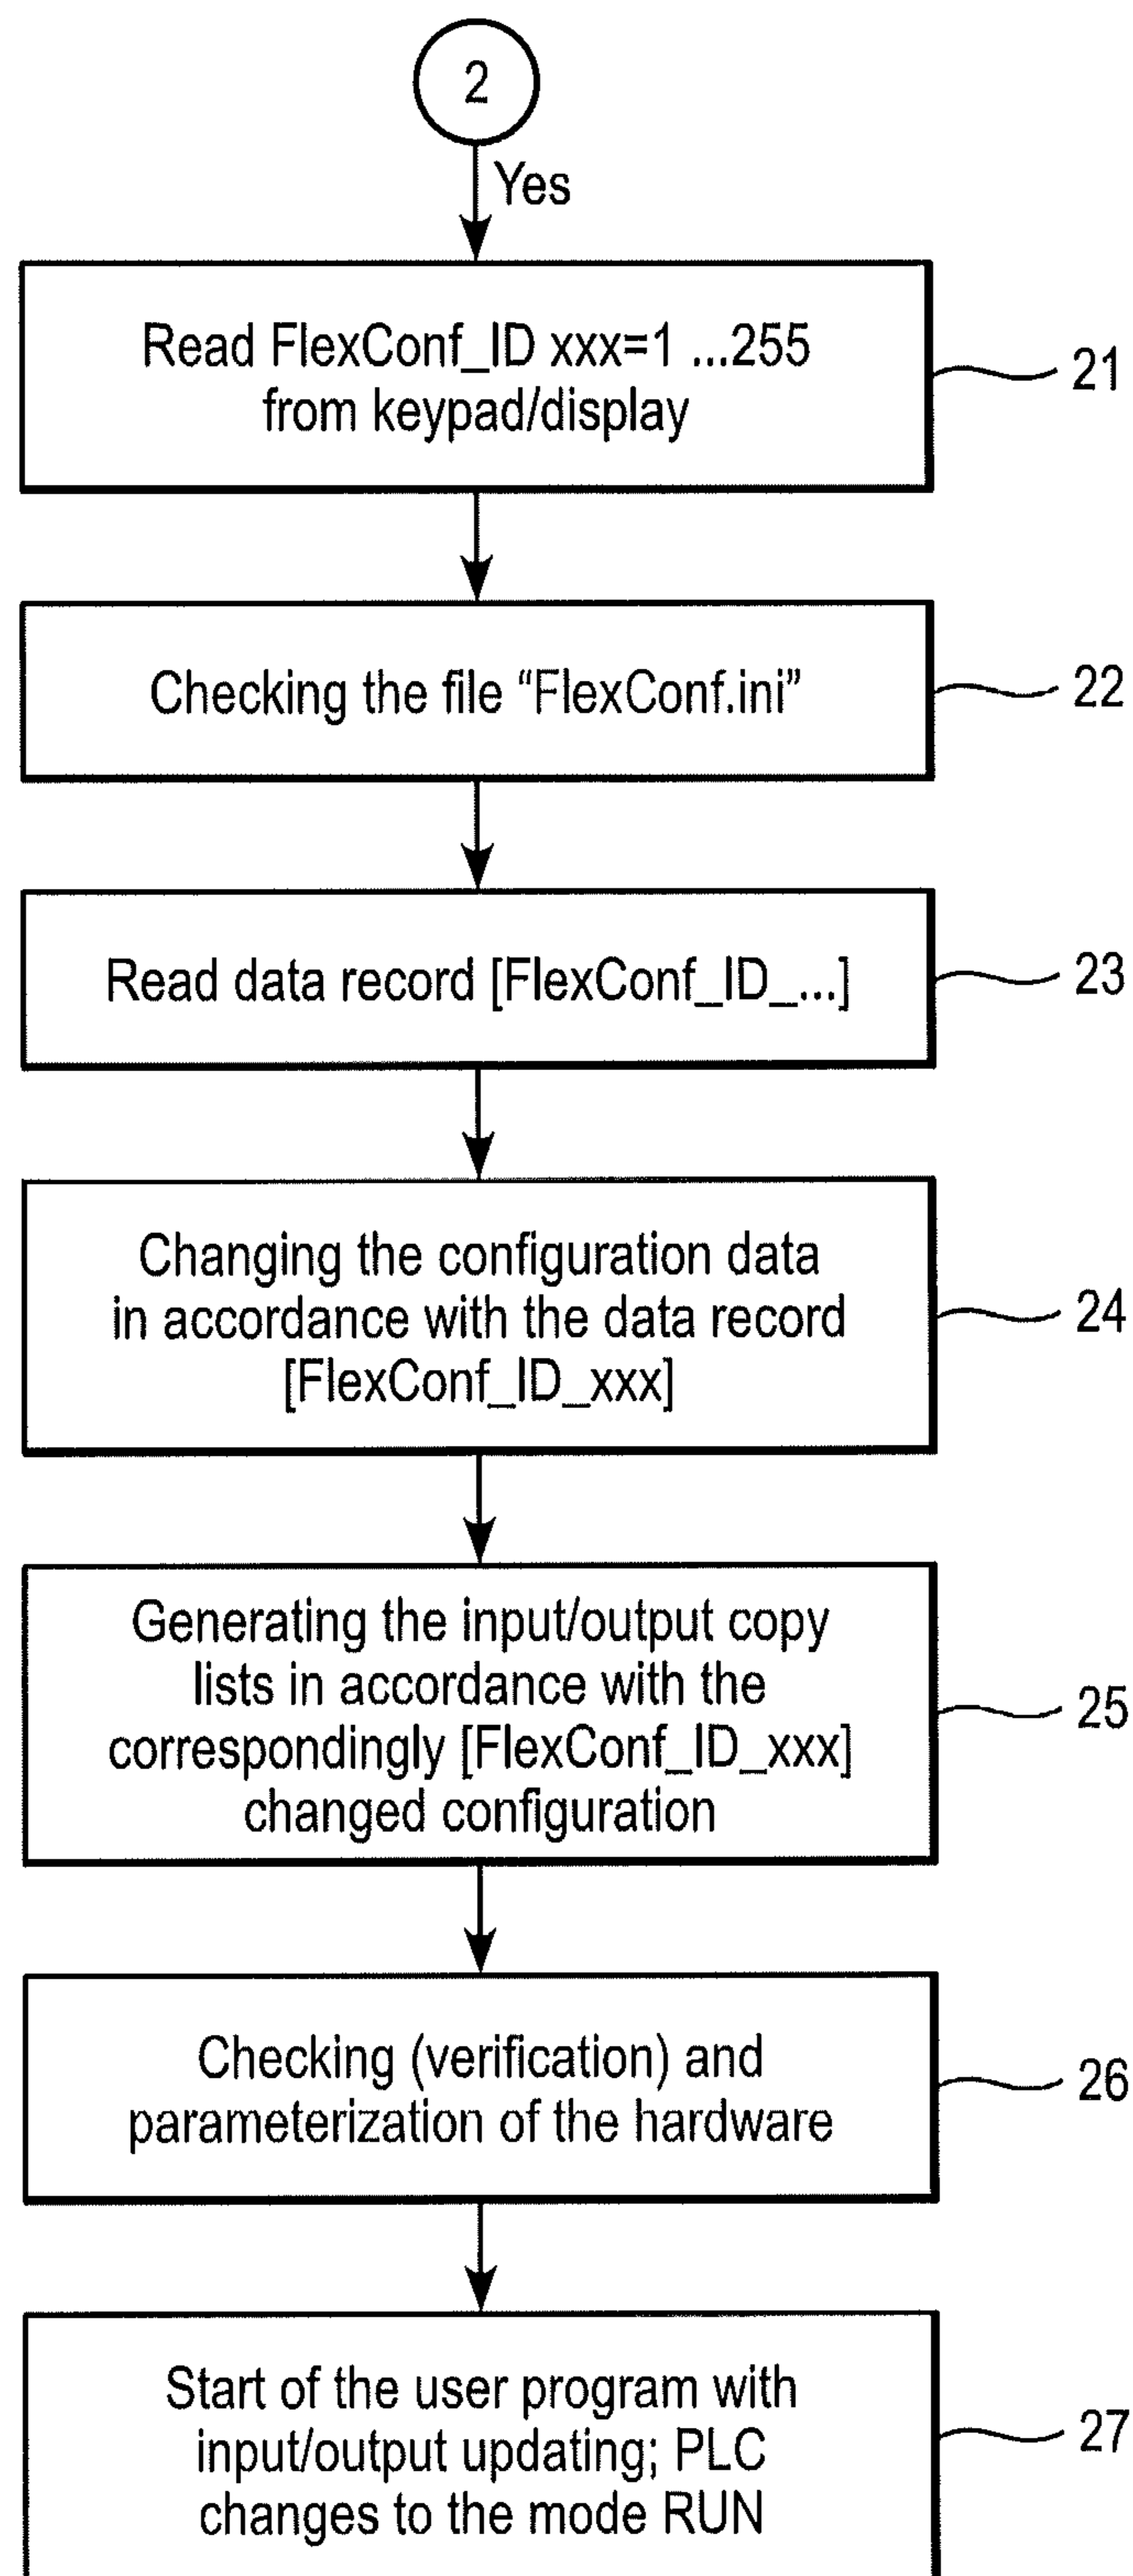 2
Yes
Read FlexConf_ID xxx=1 ...255
from keypad/display
21
Checking the file “FlexConf.ini”
22
Read data record [FlexConf_ID_...]
23
Changing the configuration data
in accordance with the data record
[FlexConf_ID_xxx]
24
Generating the input/output copy
lists in accordance with the
correspondingly [FlexConf_ID_xxx]
changed configuration
25
Checking (verification) and
parameterization of the hardware
26
Start of the user program with
input/output updating; PLC
changes to the mode RUN
27